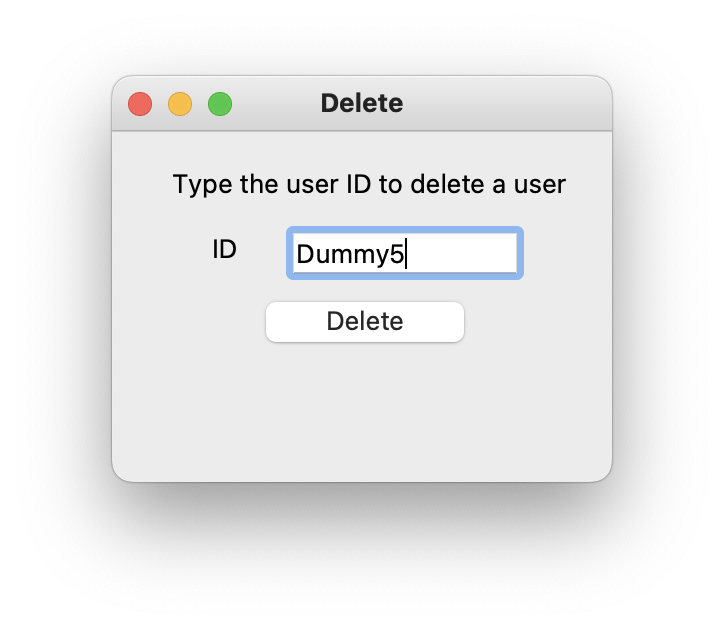 Delete
Type the user ID to delete a user
ID Dummy5
Delete